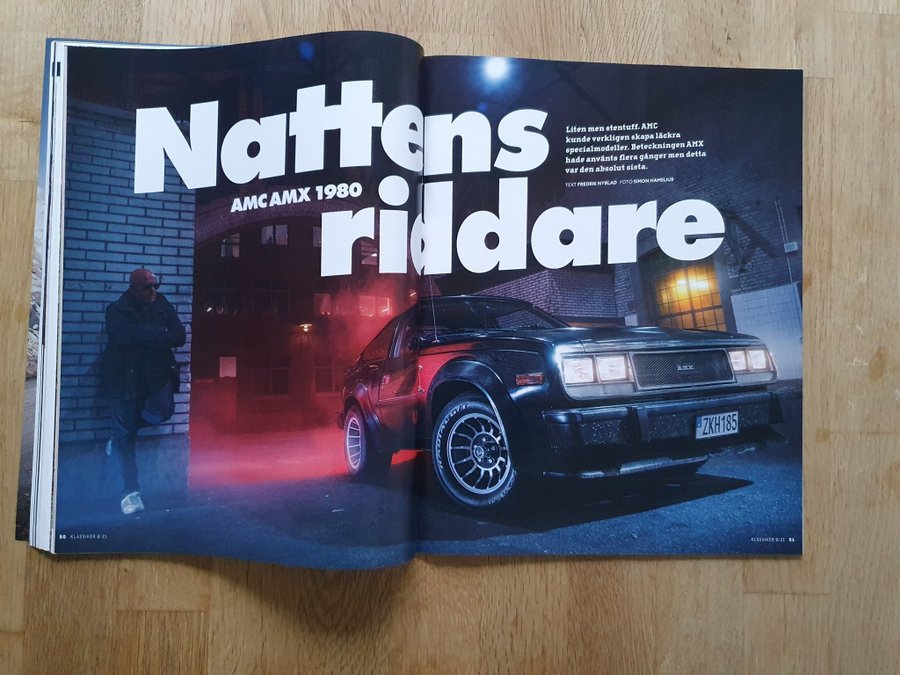 Nattens
AMC AMX 1980
riddare
Liten men stentuff. AMC
kunde verkligen skapa läckra
specialmodeller. Beteckningen AMX
hade använts flera gånger men detta
var den absolut sista.
TEXT FREDRIK NYBLAD FOTO SIMON HAMELIUS
AMX
ZKH185
50 KLASSIKER 8/21
KLASSIKER 8/21 51